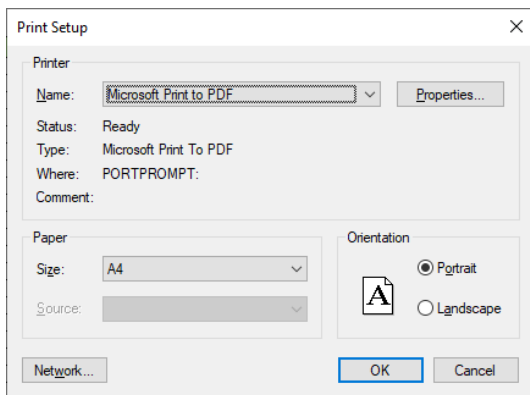 Print Setup
Printer
Name: Microsoft Print to PDF Properties...
Status: Ready
Type: Microsoft Print To PDF
Where: PORTPROMPT:
Comment:
Paper
Size: A4
Source:
Orientation
A
Portrait
Landscape
Network... OK Cancel